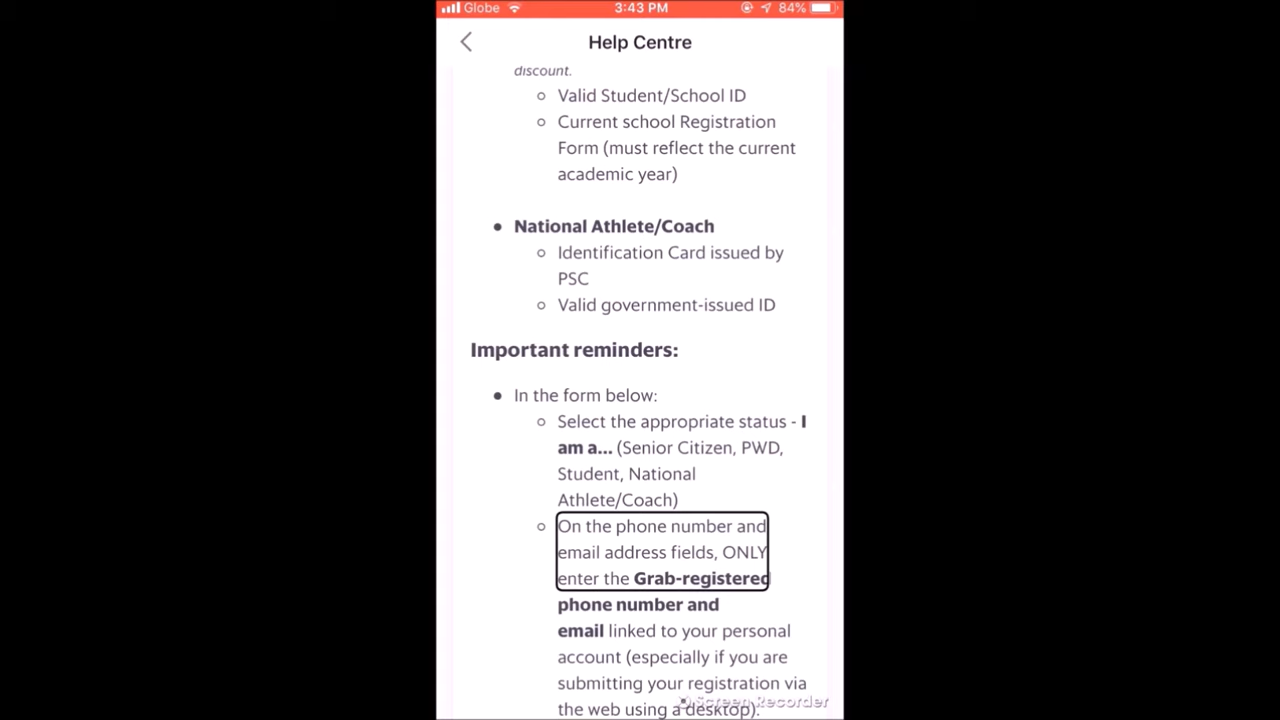 Globe 3:43 PM 84%
Help Centre
discount.
Valid Student/School ID
Current school Registration
Form (must reflect the current
academic year)
National Athlete/Coach
Identification Card issued by
PSC
Valid government-issued ID
Important reminders:
In the form below:
Select the appropriate status - I
am a... (Senior Citizen, PWD,
Student, National
Athlete/Coach)
On the phone number and
email address fields, ONLY
enter the Grab-registered
phone number and
email linked to your personal
account (especially if you are
submitting your registration via
the web using a desktop).
Screen Recorder